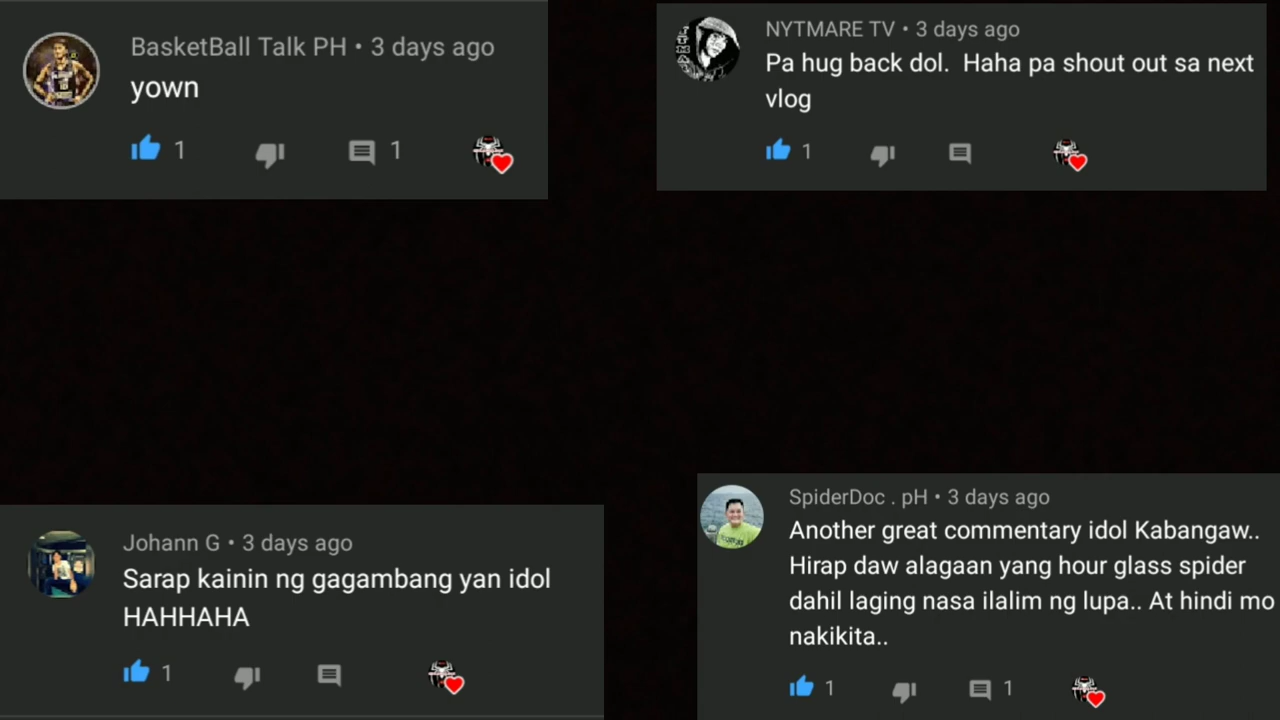 BasketBall Talk PH • 3 days ago
yown
1
1
NYTMARE TV • 3 days ago
Pa hug back dol.  Haha pa shout out sa next
vlog
1
Johann G • 3 days ago
Sarap kainin ng gagambang yan idol
HAHHAHA
1
SpiderDoc . pH • 3 days ago
Another great commentary idol Kabangaw..
Hirap daw alagaan yang hour glass spider
dahil laging nasa ilalim ng lupa.. At hindi mo
nakikita..
1
1